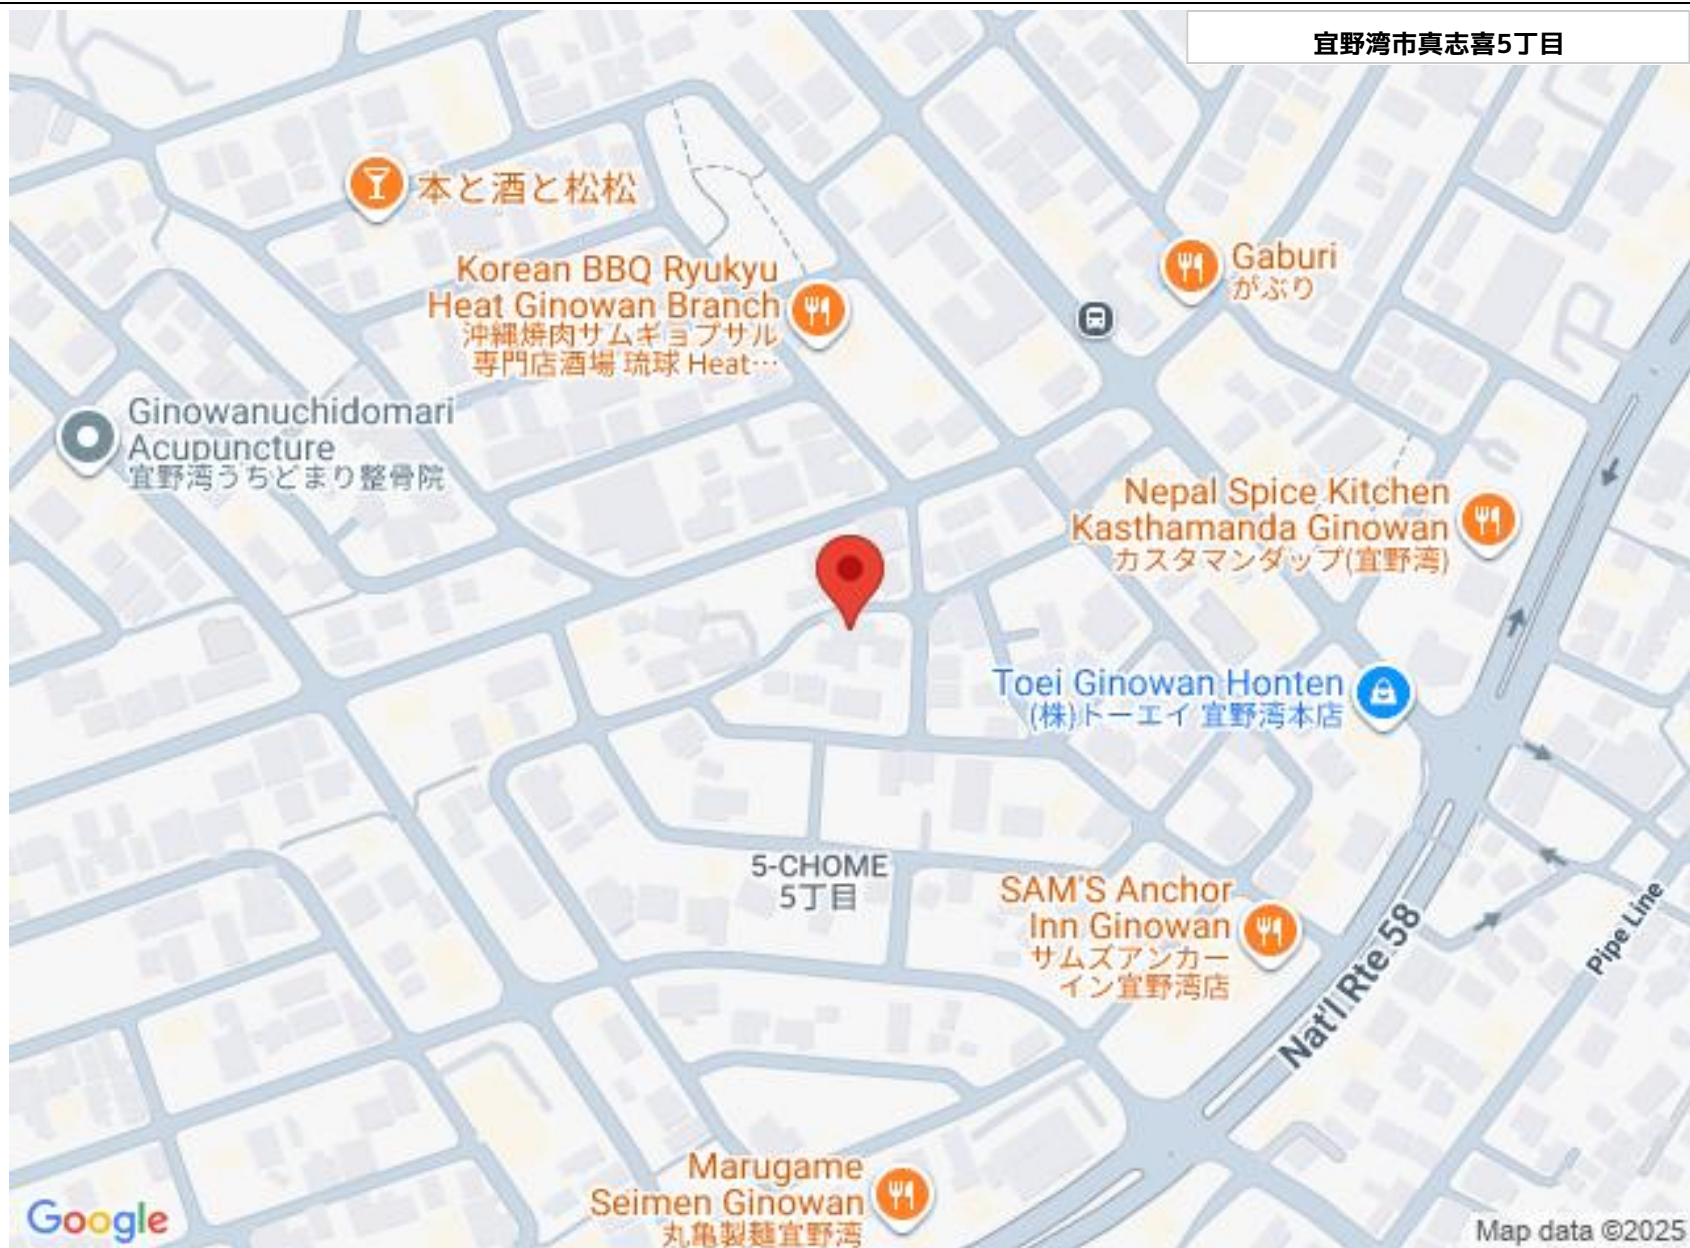 宜野湾市真志喜5丁目
本と酒と松松
Korean BBQ Ryukyu
Heat Ginowan Branch
沖縄焼肉サムギョプサル
専門店酒場 琉球 Heat…
Gaburi
がぶり
Ginowanuchidomari
Acupuncture
宜野湾うちどまり整骨院
Nepal Spice Kitchen
Kasthamanda Ginowan
カスタマンダップ(宜野湾)
Toei Ginowan Honten
(株)トーエイ 宜野湾本店
5-CHOME
5丁目
SAM'S Anchor
Inn Ginowan
サムズアンカー
イン宜野湾店
Nat'l Rte 58
Pipe Line
Marugame
Seimen Ginowan
丸亀製麺宜野湾
Google
Map data ©2025